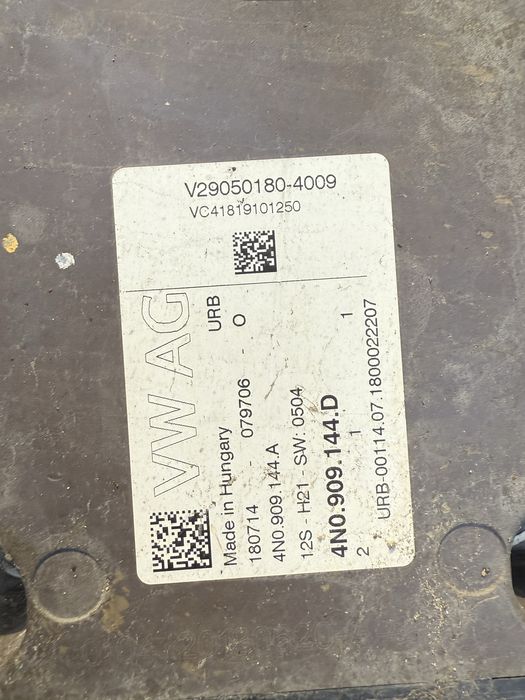 V29050180-4009
VC41819101250
VW AG
URB
Made in Hungary
180714 - 079706 - O
4N0.909.144.A
12S - H21 - SW: 0504
4N0.909.144.D
2 1 1
URB-00114.07.1800022207